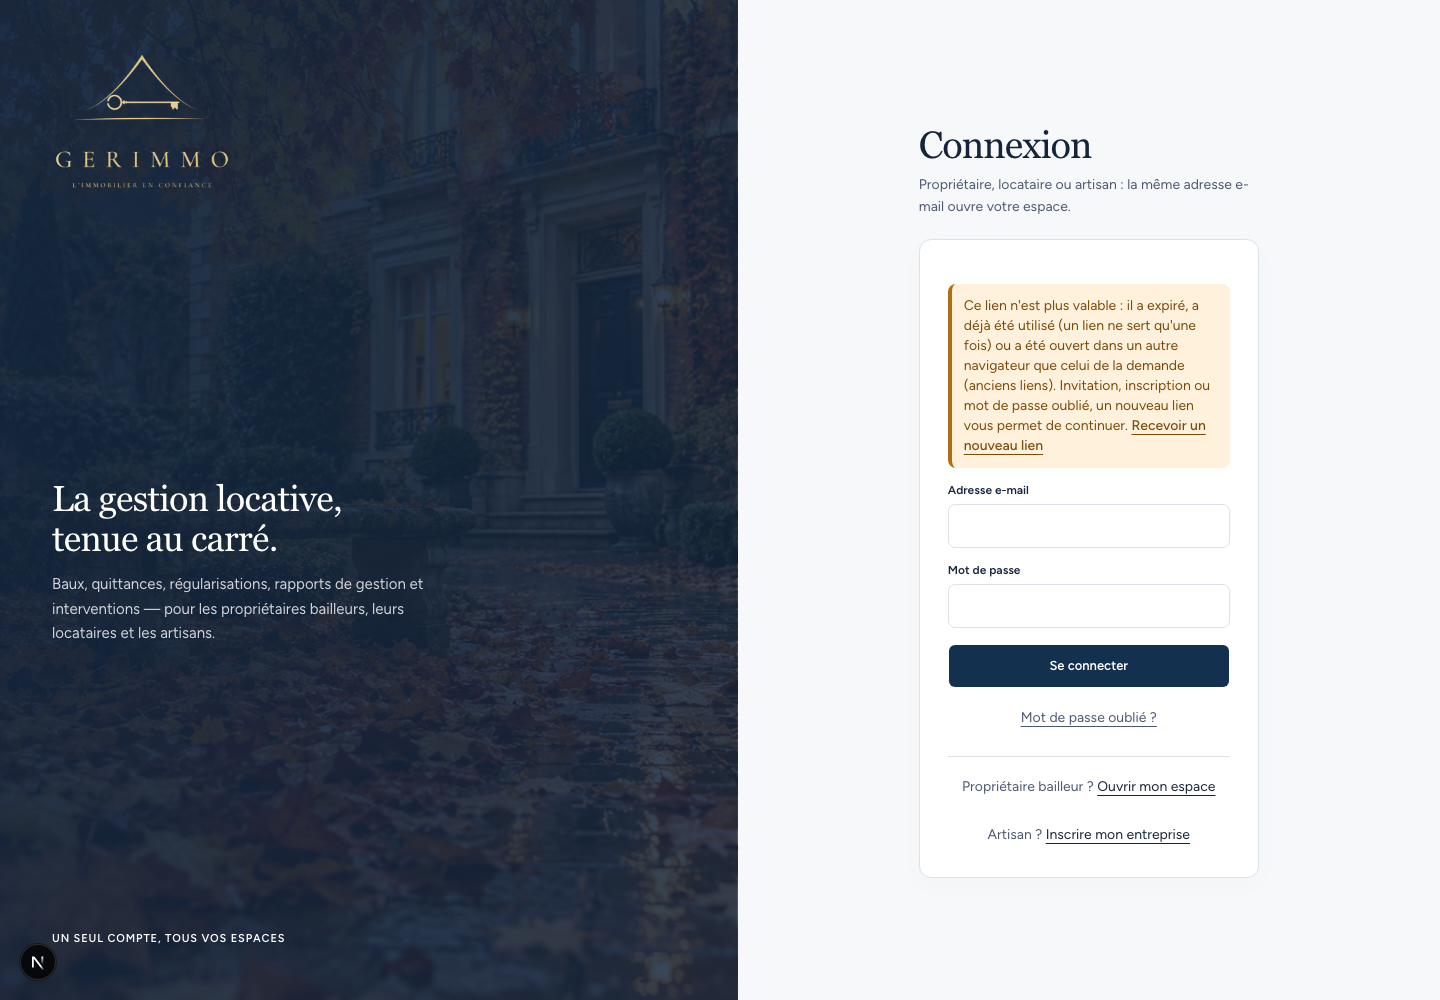 GERIMMO
L'IMMOBILIER EN CONFIANCE
La gestion locative,
tenue au carré.
Baux, quittances, régularisations, rapports de gestion et
interventions — pour les propriétaires bailleurs, leurs
locataires et les artisans.
UN SEUL COMPTE, TOUS VOS ESPACES
N
Connexion
Propriétaire, locataire ou artisan : la même adresse e-
mail ouvre votre espace.
Ce lien n'est plus valable : il a expiré, a
déjà été utilisé (un lien ne sert qu'une
fois) ou a été ouvert dans un autre
navigateur que celui de la demande
(anciens liens). Invitation, inscription ou
mot de passe oublié, un nouveau lien
vous permet de continuer. Recevoir un
nouveau lien
Adresse e-mail
Mot de passe
Se connecter
Mot de passe oublié ?
Propriétaire bailleur ? Ouvrir mon espace
Artisan ? Inscrire mon entreprise